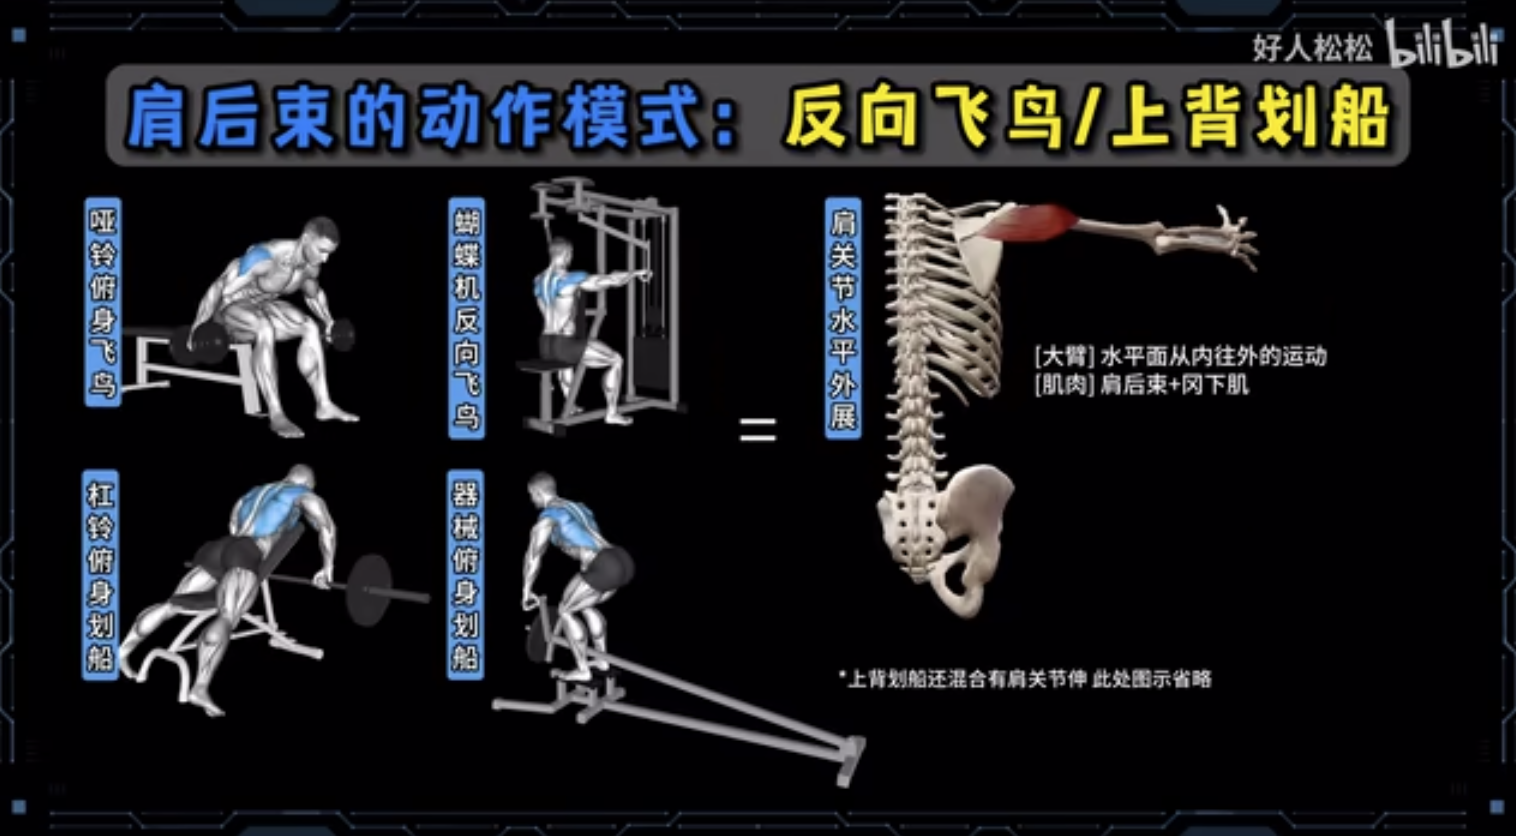 好人松松 bilibili
肩后束的动作模式：反向飞鸟/上背划船
哑铃俯身飞鸟
蝴蝶机反向飞鸟
肩关节水平外展
[大臂] 水平面从内往外的运动
[肌肉] 肩后束+冈下肌
=
杠铃俯身划船
器械俯身划船
*上背划船还混合有肩关节伸 此处图示省略